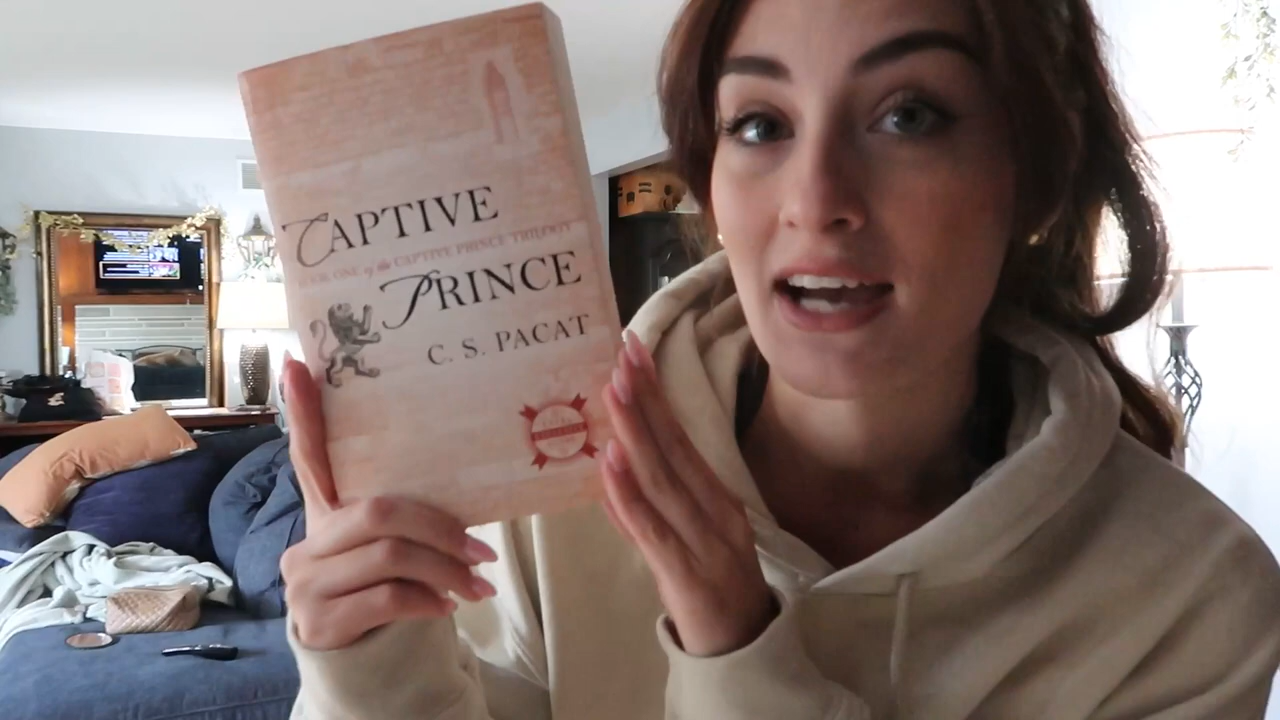 CAPTIVE
BOOK ONE of the CAPTIVE PRINCE TRILOGY
PRINCE
C. S. PACAT